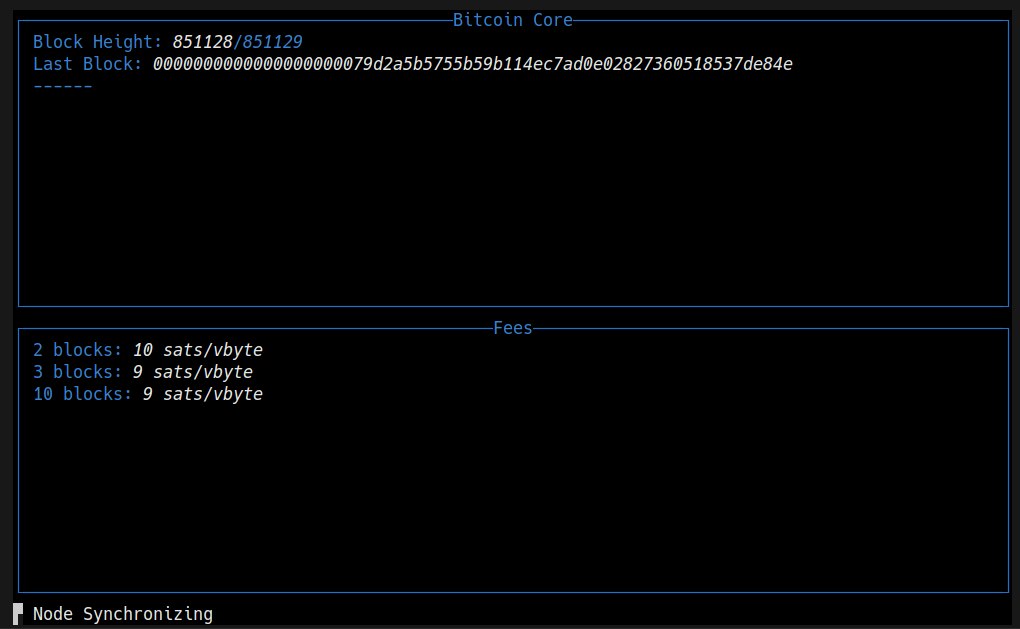 Bitcoin Core
Block Height: 851128/851129
Last Block: 0000000000000000000079d2a5b5755b59b114ec7ad0e02827360518537de84e
------
Fees
2 blocks: 10 sats/vbyte
3 blocks: 9 sats/vbyte
10 blocks: 9 sats/vbyte
Node Synchronizing